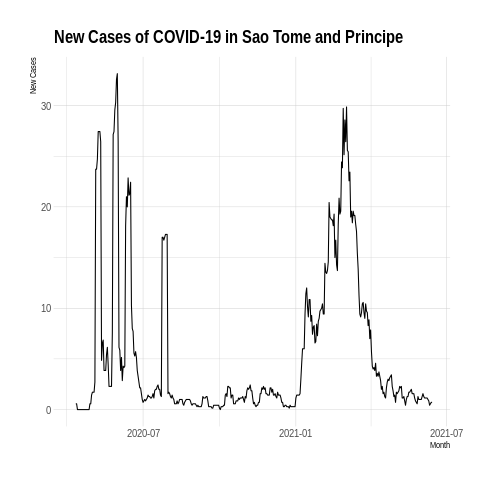 New Cases of COVID-19 in Sao Tome and Principe
New Cases
30
20
10
0
2020-07
2021-01
2021-07
Month